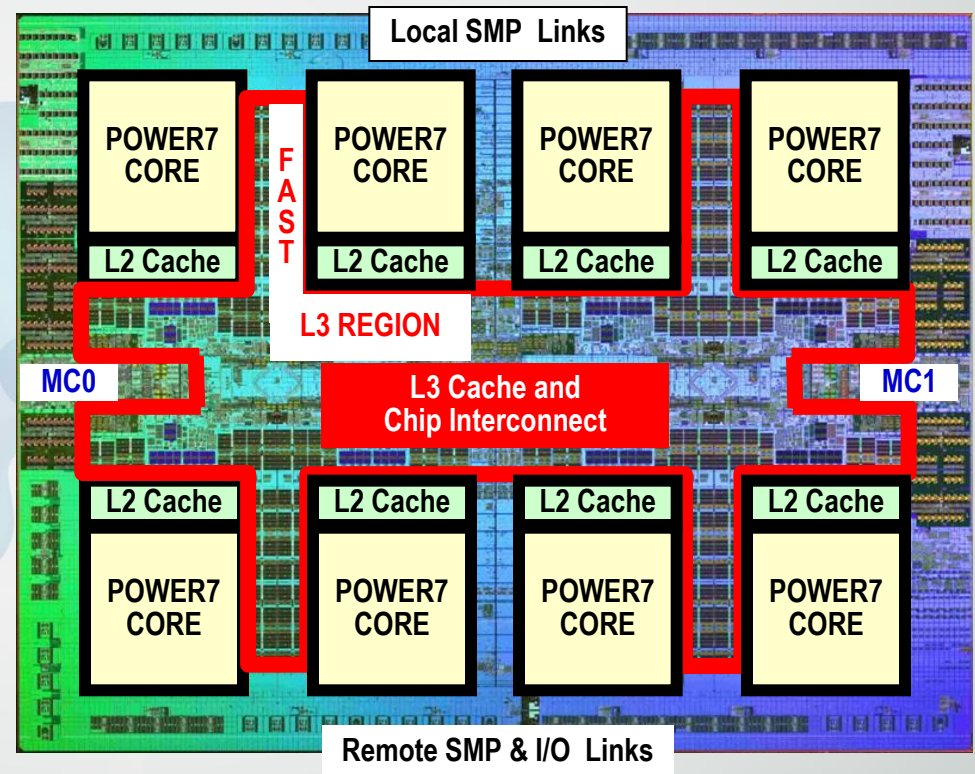 Local SMP Links
POWER7
CORE
POWER7
CORE
POWER7
CORE
POWER7
CORE
F
A
S
T
L2 Cache
L2 Cache
L2 Cache
L2 Cache
L3 REGION
MC0
L3 Cache and
Chip Interconnect
MC1
L2 Cache
L2 Cache
L2 Cache
L2 Cache
POWER7
CORE
POWER7
CORE
POWER7
CORE
POWER7
CORE
Remote SMP & I/O Links